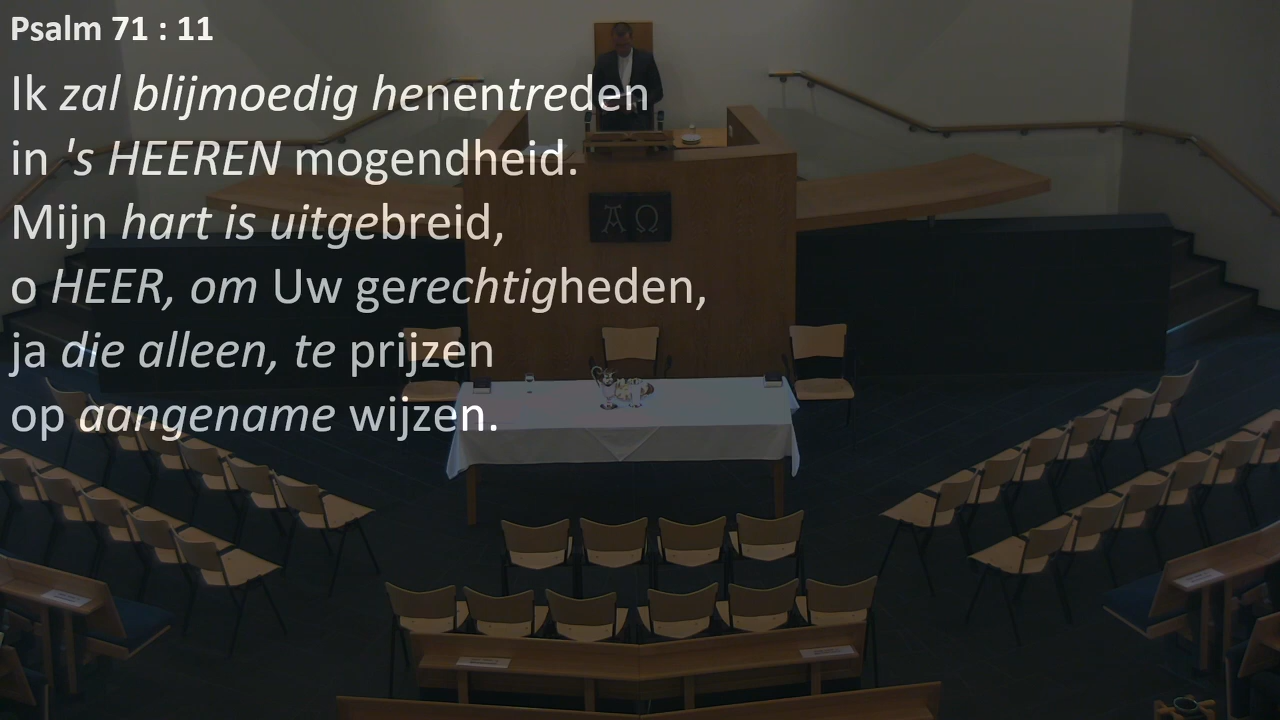 Psalm 71 : 11
Ik zal blijmoedig henentreden
in 's HEEREN mogendheid.
Mijn hart is uitgebreid,
o HEER, om Uw gerechtigheden,
ja die alleen, te prijzen
op aangename wijzen.
Α Ω